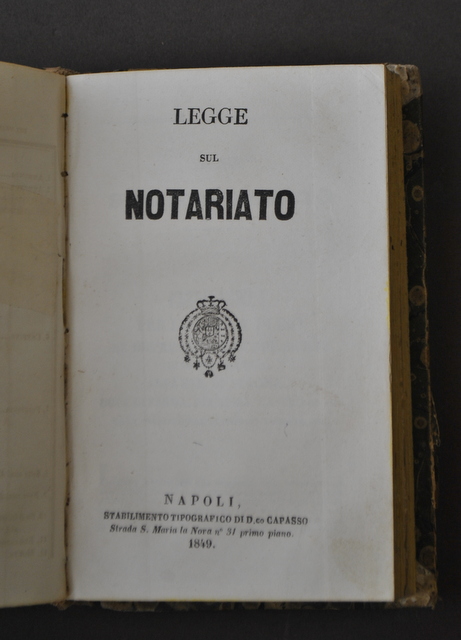 LEGGE
SUL
NOTARIATO
NAPOLI,
STABILIMENTO TIPOGRAFICO DI D.co CAPASSO
Strada S. Maria la Nova n° 31 primo piano.
1849.